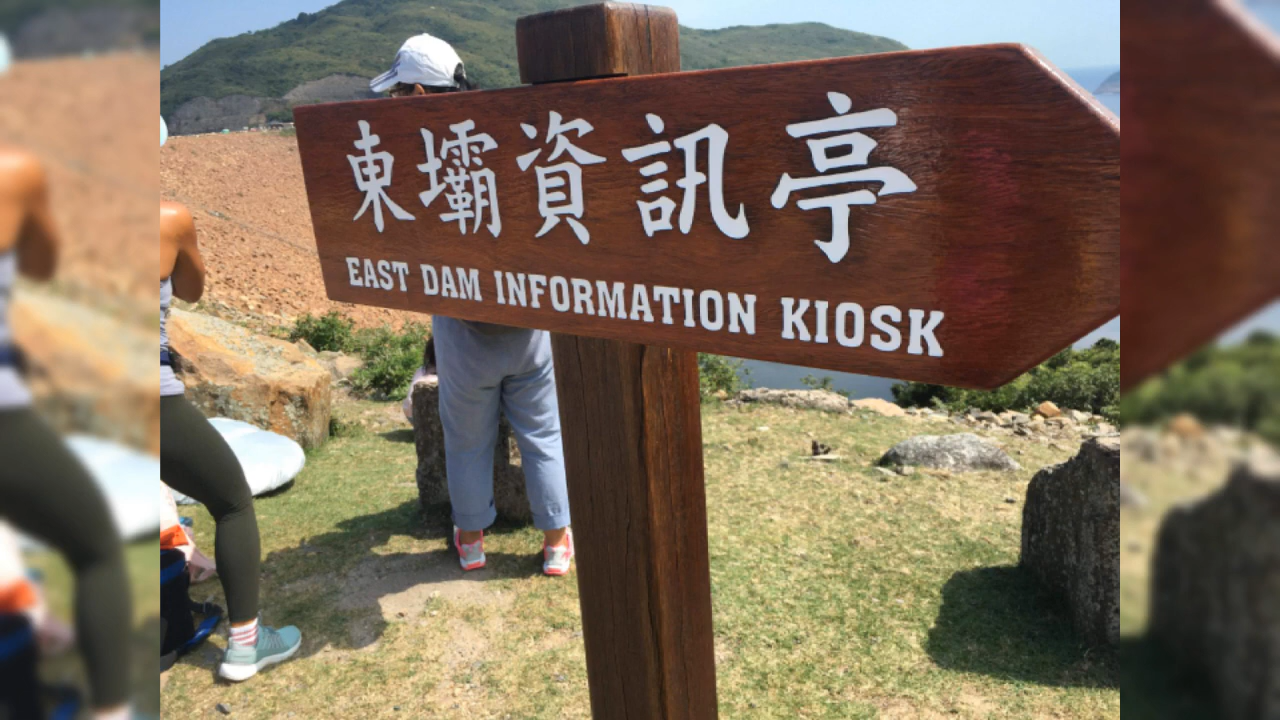 東壩資訊亭
EAST DAM INFORMATION KIOSK